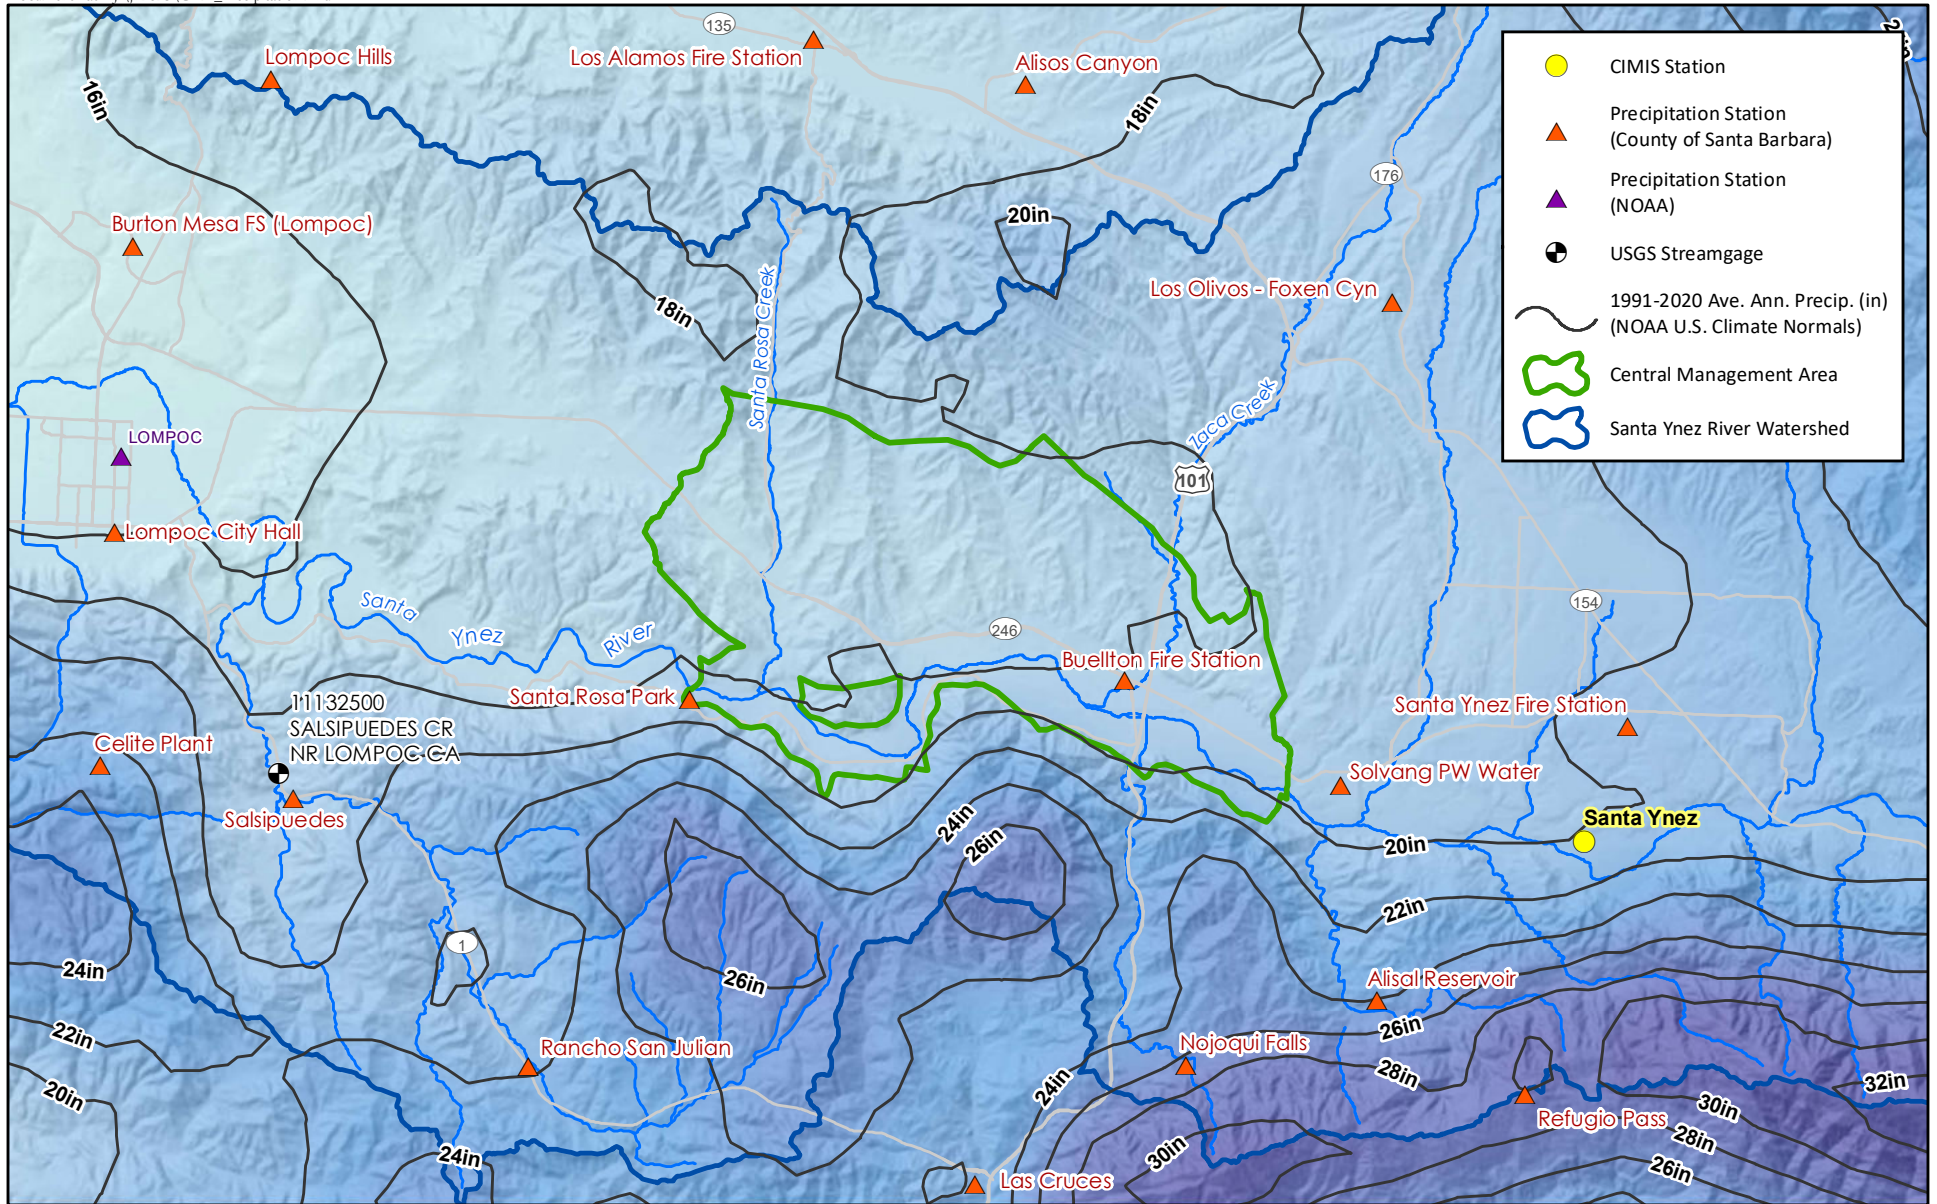 135
Lompoc Hills
Los Alamos Fire Station
Alisos Canyon
16in
18in
CIMIS Station
Precipitation Station
(County of Santa Barbara)
Precipitation Station
(NOAA)
USGS Streamgage
1991-2020 Ave. Ann. Precip. (in)
(NOAA U.S. Climate Normals)
Central Management Area
Santa Ynez River Watershed
176
Burton Mesa FS (Lompoc)
20in
Los Olivos - Foxen Cyn
18in
Santa Rosa Creek
Zaca Creek
LOMPOC
101
Lompoc City Hall
Santa
Ynez
River
246
154
Buellton Fire Station
Santa Rosa Park
Santa Ynez Fire Station
11132500
SALSIPUEDES CR
NR LOMPOC CA
Celite Plant
Solvang PW Water
Salsipuedes
Santa Ynez
24in
26in
20in
22in
1
24in
26in
Alisal Reservoir
26in
22in
Rancho San Julian
Nojoqui Falls
28in
24in
20in
32in
30in
Refugio Pass
28in
24in
30in
26in
Las Cruces